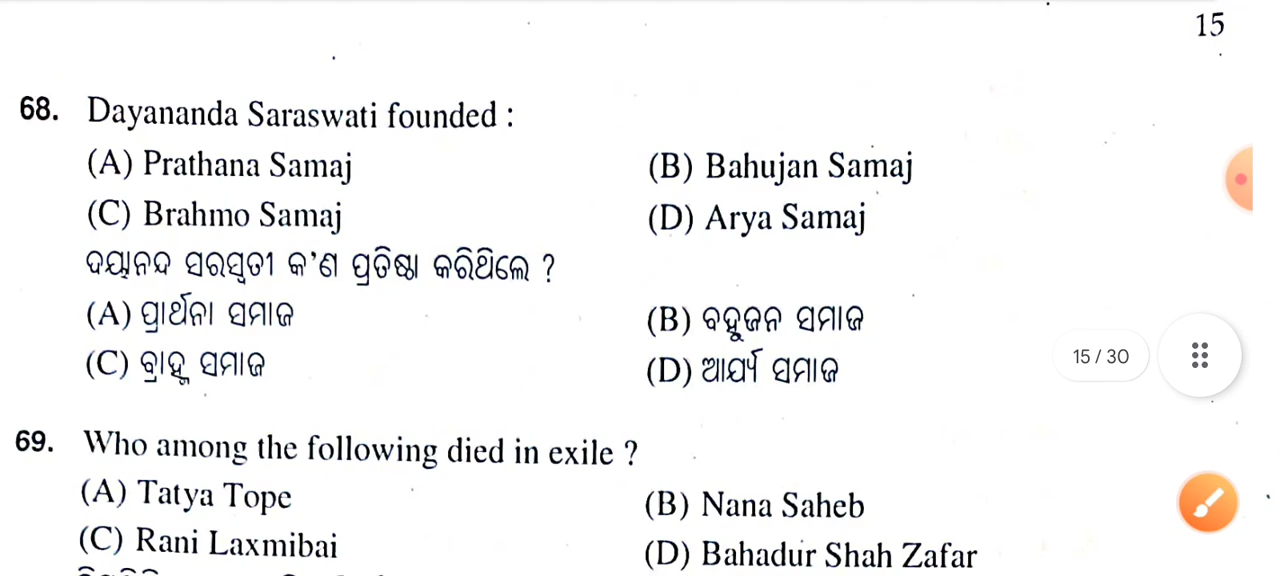 15
68. Dayananda Saraswati founded :
(A) Prathana Samaj (B) Bahujan Samaj
(C) Brahmo Samaj (D) Arya Samaj
ଦୟାନନ୍ଦ ସରସ୍ୱତୀ କ'ଣ ପ୍ରତିଷ୍ଠା କରିଥିଲେ ?
(A) ପ୍ରାର୍ଥନା ସମାଜ (B) ବହୁଜନ ସମାଜ
(C) ବ୍ରାହ୍ମ ସମାଜ (D) ଆର୍ଯ୍ୟ ସମାଜ
15 / 30
69. Who among the following died in exile ?
(A) Tatya Tope (B) Nana Saheb
(C) Rani Laxmibai (D) Bahadur Shah Zafar